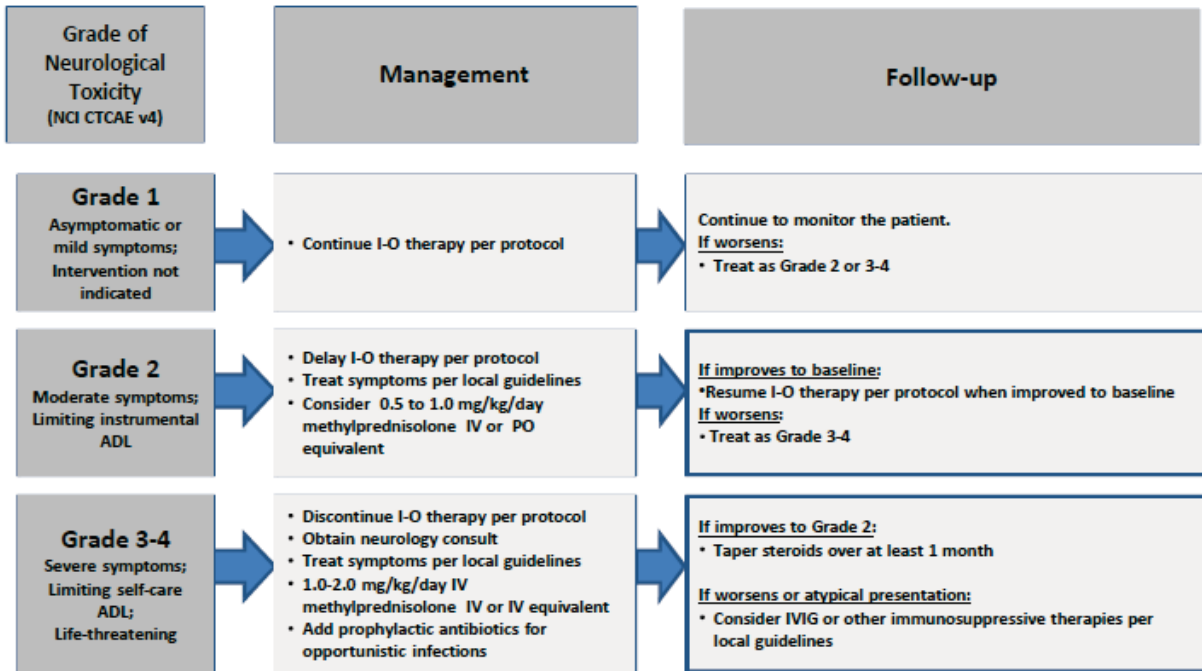 Grade of
Neurological
Toxicity
(NCI CTCAE v4)
Management
Follow-up
Grade 1
Asymptomatic or
mild symptoms;
Intervention not
indicated
• Continue I-O therapy per protocol
Continue to monitor the patient.
If worsens:
• Treat as Grade 2 or 3-4
Grade 2
Moderate symptoms;
Limiting instrumental
ADL
• Delay I-O therapy per protocol
• Treat symptoms per local guidelines
• Consider 0.5 to 1.0 mg/kg/day
methylprednisolone IV or PO
equivalent
If improves to baseline:
•Resume I-O therapy per protocol when improved to baseline
If worsens:
• Treat as Grade 3-4
Grade 3-4
Severe symptoms;
Limiting self-care
ADL;
Life-threatening
• Discontinue I-O therapy per protocol
• Obtain neurology consult
• Treat symptoms per local guidelines
• 1.0-2.0 mg/kg/day IV
methylprednisolone IV or IV equivalent
• Add prophylactic antibiotics for
opportunistic infections
If improves to Grade 2:
• Taper steroids over at least 1 month
If worsens or atypical presentation:
• Consider IVIG or other immunosuppressive therapies per
local guidelines